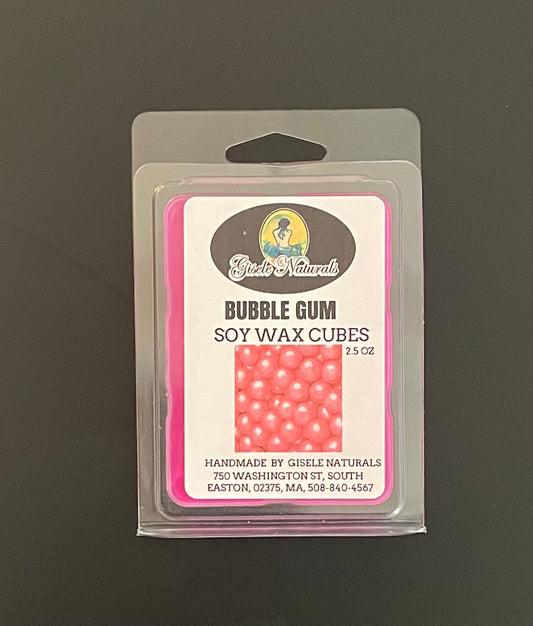 Gisele Naturals
BUBBLE GUM
SOY WAX CUBES
2.5 OZ
HANDMADE BY GISELE NATURALS
750 WASHINGTON ST, SOUTH
EASTON, 02375, MA, 508-840-4567